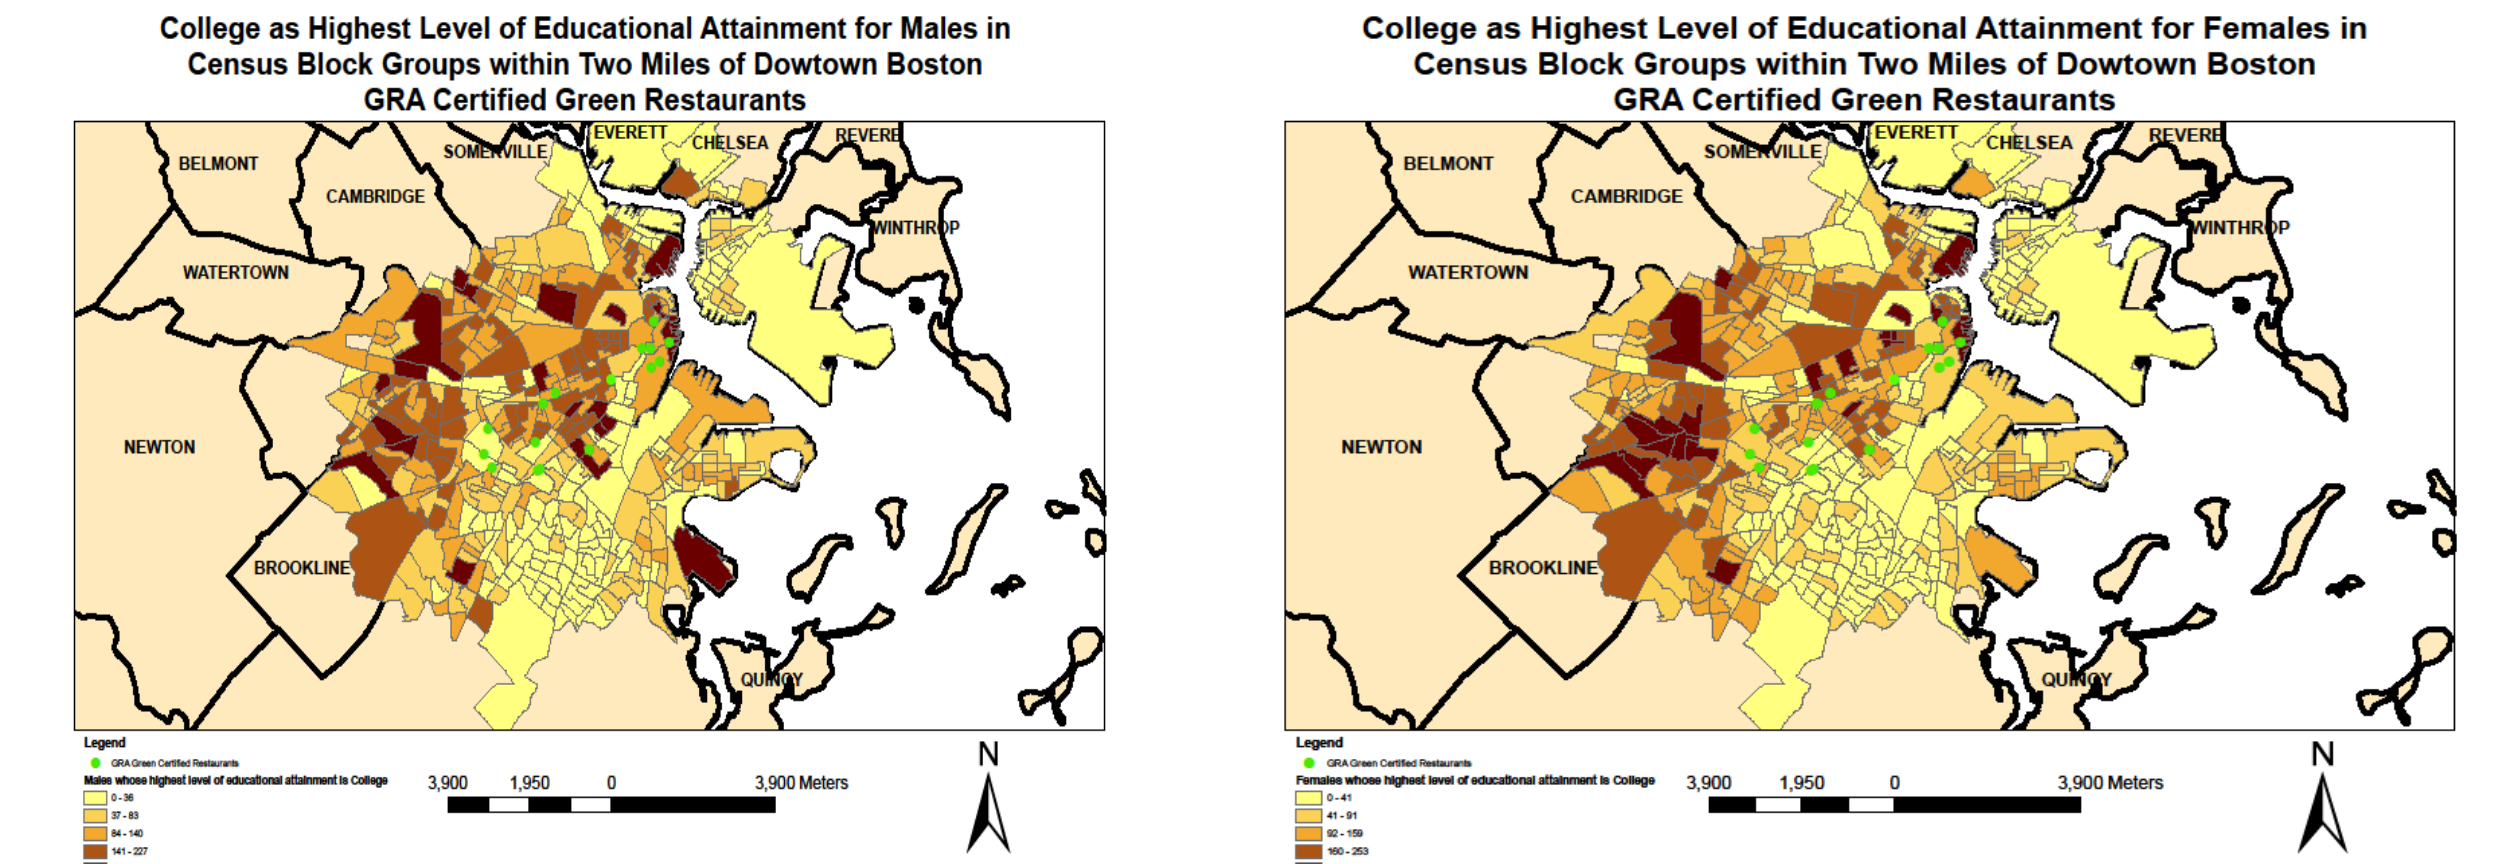 College as Highest Level of Educational Attainment for Males in
Census Block Groups within Two Miles of Dowtown Boston
GRA Certified Green Restaurants
EVERETT
CHELSEA
REVERE
BELMONT
SOMERVILLE
CAMBRIDGE
WINTHROP
WATERTOWN
NEWTON
BROOKLINE
QUINCY
Legend
GRA Green Certified Restaurants
Males whose highest level of educational attainment is College
0 - 36
37 - 83
84 - 140
141 - 227
3,900 1,950 0 3,900 Meters
N
College as Highest Level of Educational Attainment for Females in
Census Block Groups within Two Miles of Dowtown Boston
GRA Certified Green Restaurants
EVERETT
CHELSEA
REVERE
BELMONT
SOMERVILLE
CAMBRIDGE
WINTHROP
WATERTOWN
NEWTON
BROOKLINE
QUINCY
Legend
GRA Green Certified Restaurants
Females whose highest level of educational attainment is College
0 - 41
41 - 91
92 - 159
160 - 253
3,900 1,950 0 3,900 Meters
N